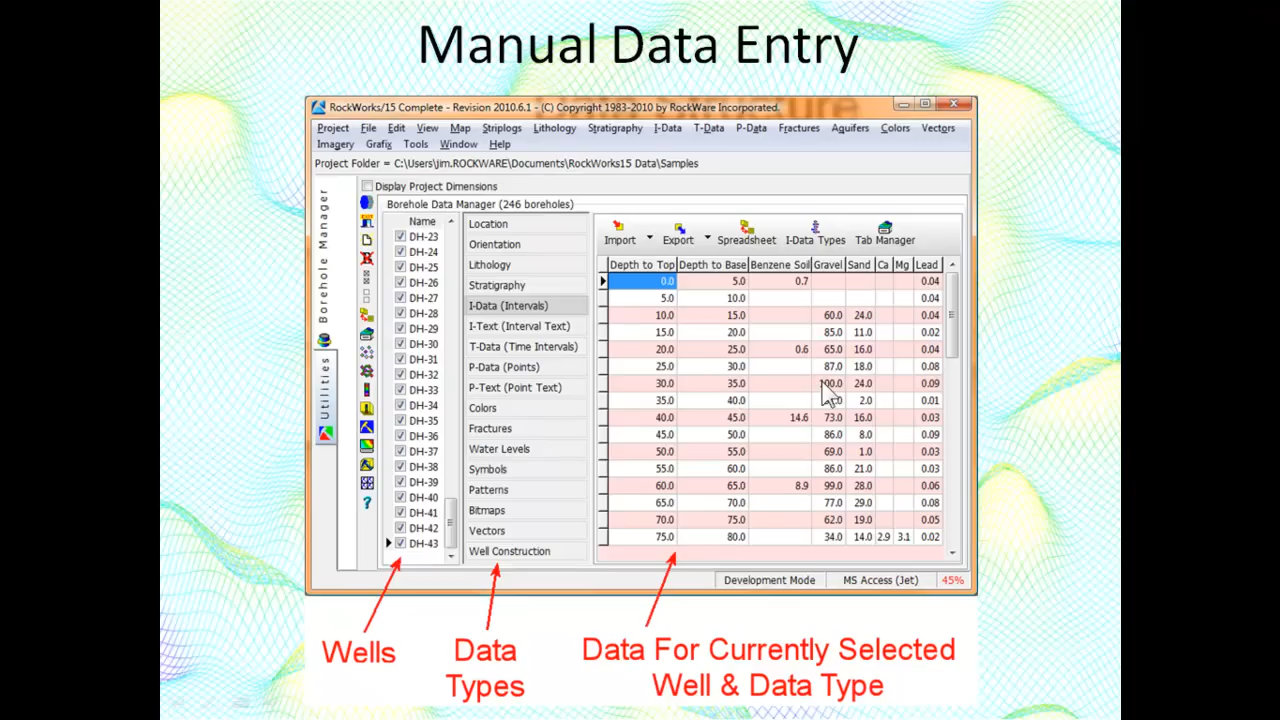 Manual Data Entry
RockWorks/15 Complete - Revision 2010.6.1 - (C) Copyright 1983-2010 by RockWare Incorporated.
Project File Edit View Map Striplogs Lithology Stratigraphy I-Data T-Data P-Data Fractures Aquifers Colors Vectors
Imagery Grafix Tools Window Help
Project Folder = C:\Users\jim.ROCKWARE\Documents\RockWorks15 Data\Samples
Borehole Manager
Utilities
Display Project Dimensions
Borehole Data Manager (246 boreholes)
Name
DH-23
DH-24
DH-25
DH-26
DH-27
DH-28
DH-29
DH-30
DH-31
DH-32
DH-33
DH-34
DH-35
DH-36
DH-37
DH-38
DH-39
DH-40
DH-41
DH-42
DH-43
Location
Orientation
Lithology
Stratigraphy
I-Data (Intervals)
I-Text (Interval Text)
T-Data (Time Intervals)
P-Data (Points)
P-Text (Point Text)
Colors
Fractures
Water Levels
Symbols
Patterns
Bitmaps
Vectors
Well Construction
Import Export Spreadsheet I-Data Types Tab Manager
Depth to Top Depth to Base Benzene Soil Gravel Sand Ca Mg Lead
0.0 5.0 0.7 0.04
5.0 10.0 0.04
10.0 15.0 60.0 24.0 0.04
15.0 20.0 85.0 11.0 0.02
20.0 25.0 0.6 65.0 16.0 0.04
25.0 30.0 87.0 18.0 0.08
30.0 35.0 100.0 24.0 0.09
35.0 40.0 2.0 0.01
40.0 45.0 14.6 73.0 16.0 0.03
45.0 50.0 86.0 8.0 0.09
50.0 55.0 69.0 1.0 0.03
55.0 60.0 86.0 21.0 0.03
60.0 65.0 8.9 99.0 28.0 0.06
65.0 70.0 77.0 29.0 0.08
70.0 75.0 62.0 19.0 0.05
75.0 80.0 34.0 14.0 2.9 3.1 0.02
Development Mode MS Access (Jet) 45%
Wells
Data
Types
Data For Currently Selected
Well & Data Type